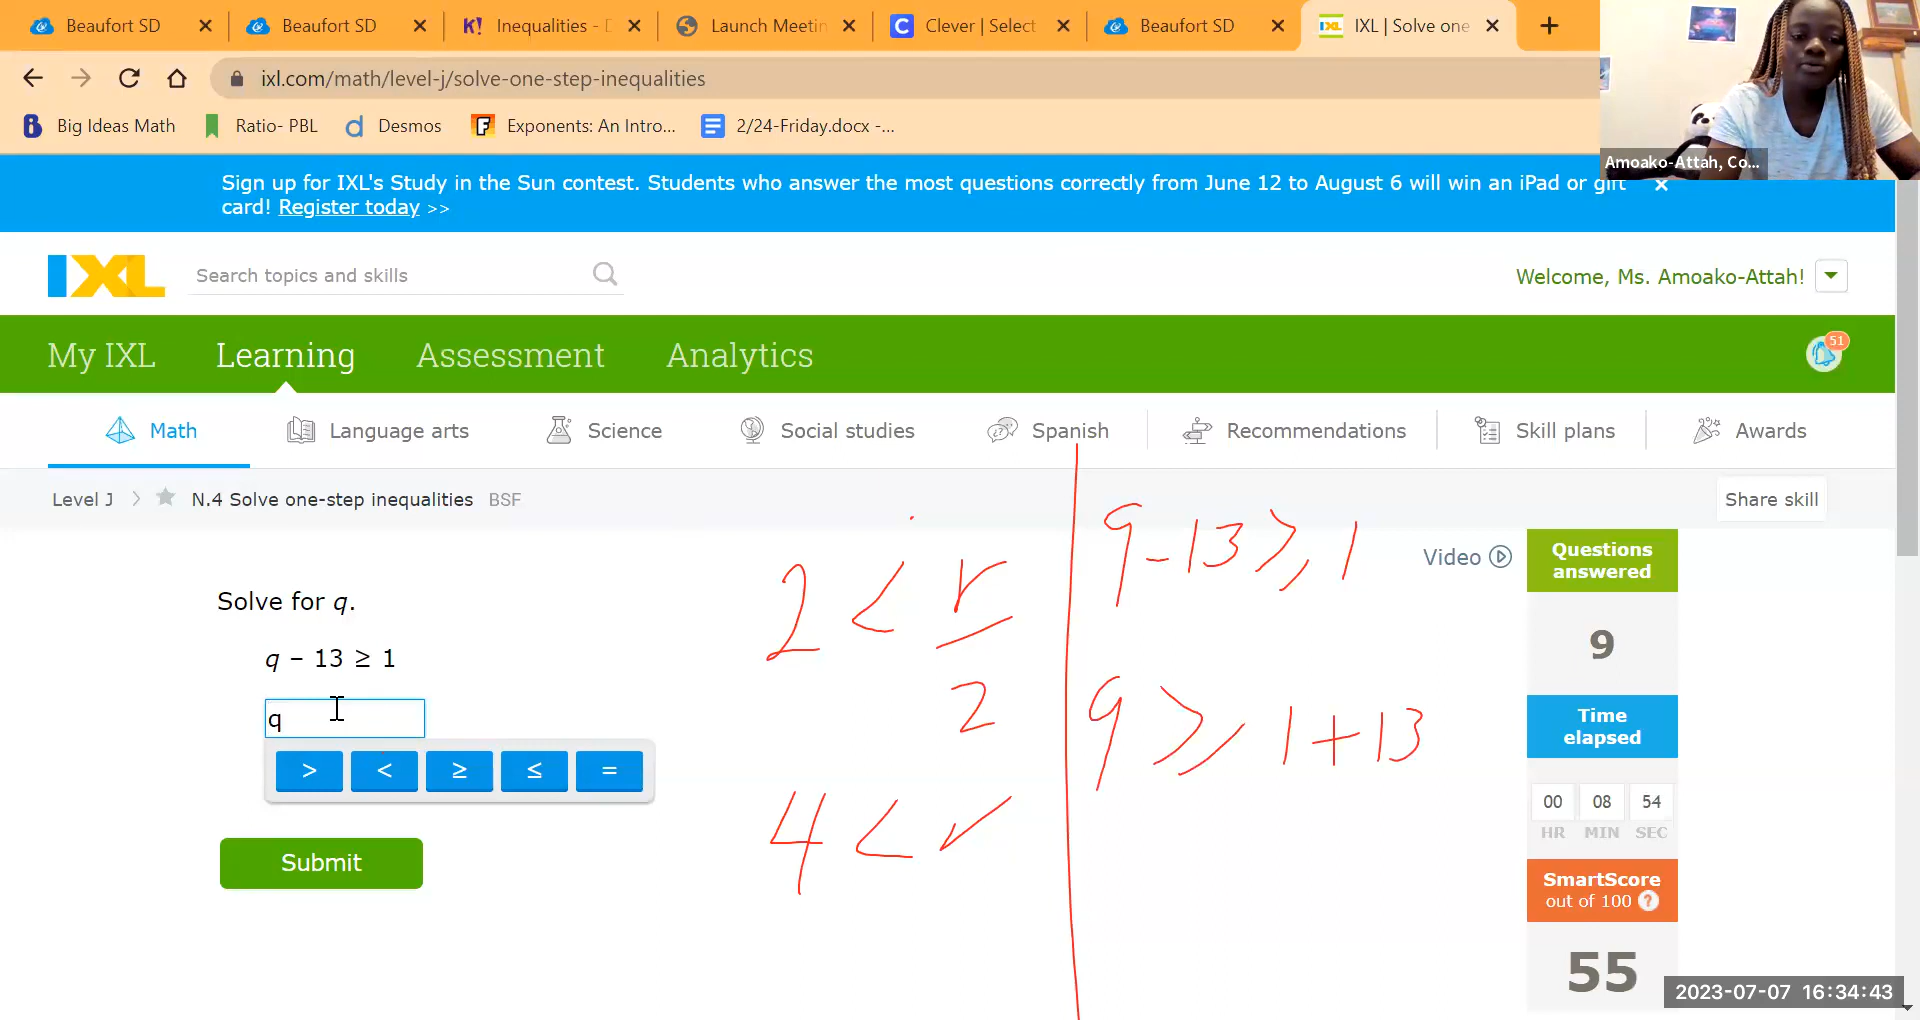 Beaufort SD
Beaufort SD
K! Inequalities - D
Launch Meetin
C Clever | Select
Beaufort SD
IXL IXL | Solve one
ixl.com/math/level-j/solve-one-step-inequalities
Big Ideas Math
Ratio- PBL
Desmos
Exponents: An Intro...
2/24-Friday.docx -...
Amoako-Attah, Co...
Sign up for IXL's Study in the Sun contest. Students who answer the most questions correctly from June 12 to August 6 will win an iPad or gift
card! Register today >>
IXL
Search topics and skills
Welcome, Ms. Amoako-Attah!
My IXL
Learning
Assessment
Analytics
51
Math
Language arts
Science
Social studies
Spanish
Recommendations
Skill plans
Awards
Level J > N.4 Solve one-step inequalities BSF
Share skill
Solve for q.
q − 13 ≥ 1
q
> < ≥ ≤ =
Submit
2 < r
2
4 < r
q - 13 ≥ 1
q ≥ 1 + 13
Video
Questions
answered
9
Time
elapsed
00 08 54
HR MIN SEC
SmartScore
out of 100 ?
55
2023-07-07 16:34:43